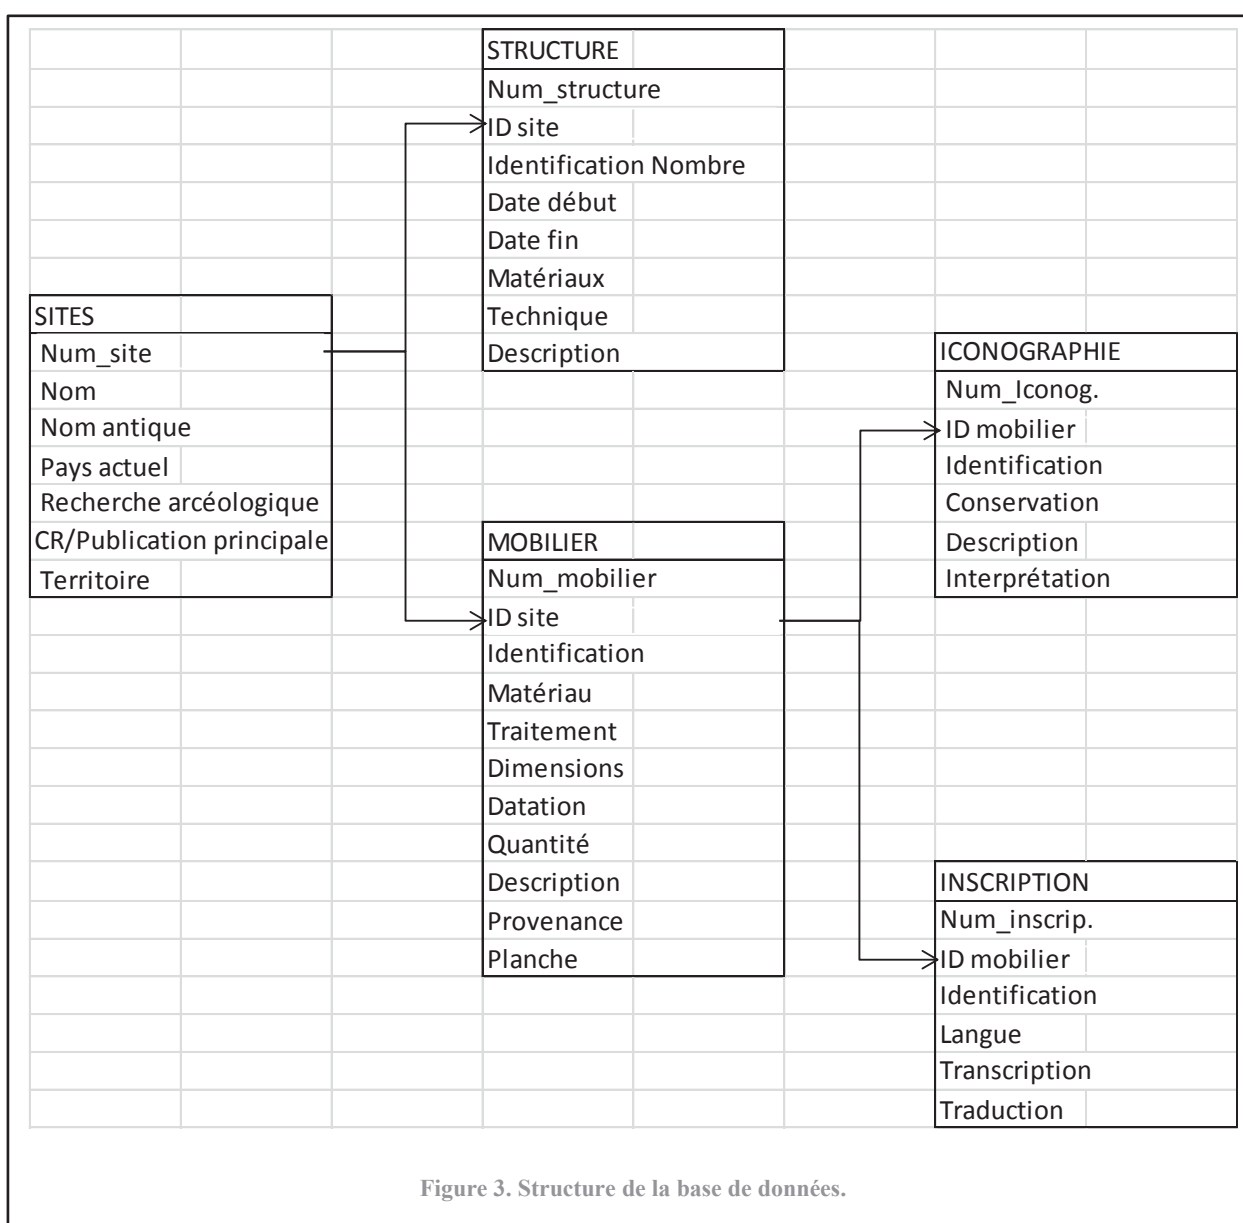 STRUCTURE
Num_structure
ID site
Identification Nombre
Date début
Date fin
Matériaux
Technique
Description
SITES
Num_site
Nom
Nom antique
Pays actuel
Recherche arcéologique
CR/Publication principale
Territoire
MOBILIER
Num_mobilier
ID site
Identification
Matériau
Traitement
Dimensions
Datation
Quantité
Description
Provenance
Planche
ICONOGRAPHIE
Num_Iconog.
ID mobilier
Identification
Conservation
Description
Interprétation
INSCRIPTION
Num_inscrip.
ID mobilier
Identification
Langue
Transcription
Traduction
Figure 3. Structure de la base de données.